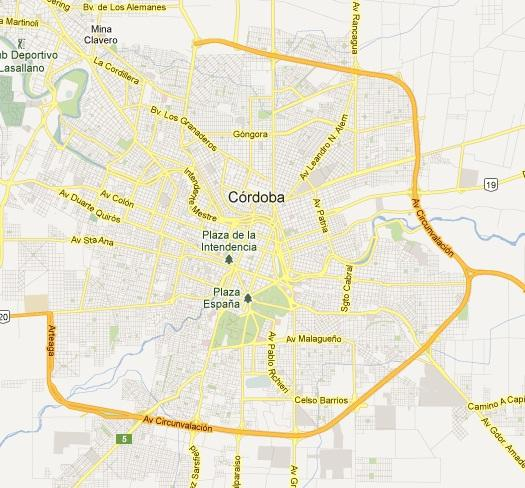 Bv. de Los Alemanes
Av Rancagua
Martinoli
Mina
Clavero
Deportivo
Lasallano
La Cordillera
Bv. Los Granaderos
Góngora
Av Leandro N. Alem
Av Duarte Quirós
Av Colón
Intendente Mestre
Córdoba
Av Patria
19
Av Circunvalación
Av Sta Ana
Plaza de la
Intendencia
Plaza
España
Sgto Cabral
20
Arteaga
Av Malagueño
Av Pablo Richieri
Celso Barrios
Av Circunvalación
5
Camino A Capi
Av Gdor Amade
Av G